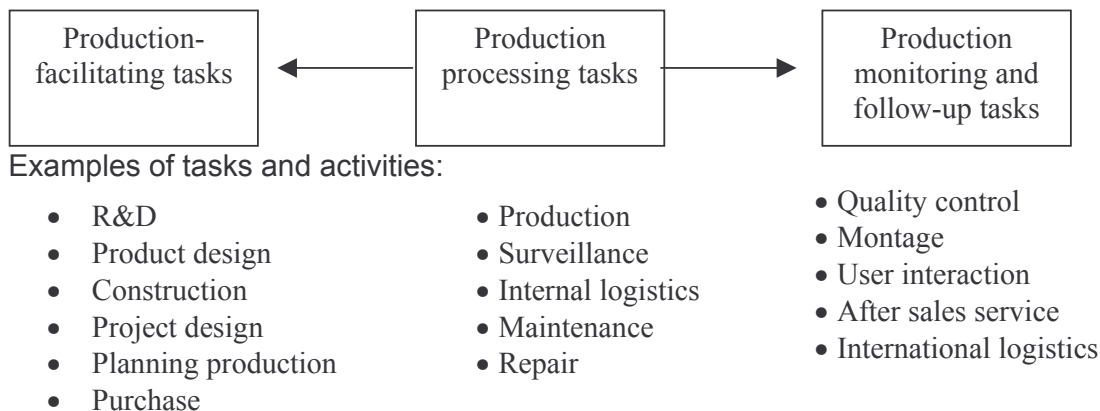 Production-
facilitating tasks
Production
processing tasks
Production
monitoring and
follow-up tasks
Examples of tasks and activities:
• R&D
• Product design
• Construction
• Project design
• Planning production
• Purchase
• Production
• Surveillance
• Internal logistics
• Maintenance
• Repair
• Quality control
• Montage
• User interaction
• After sales service
• International logistics